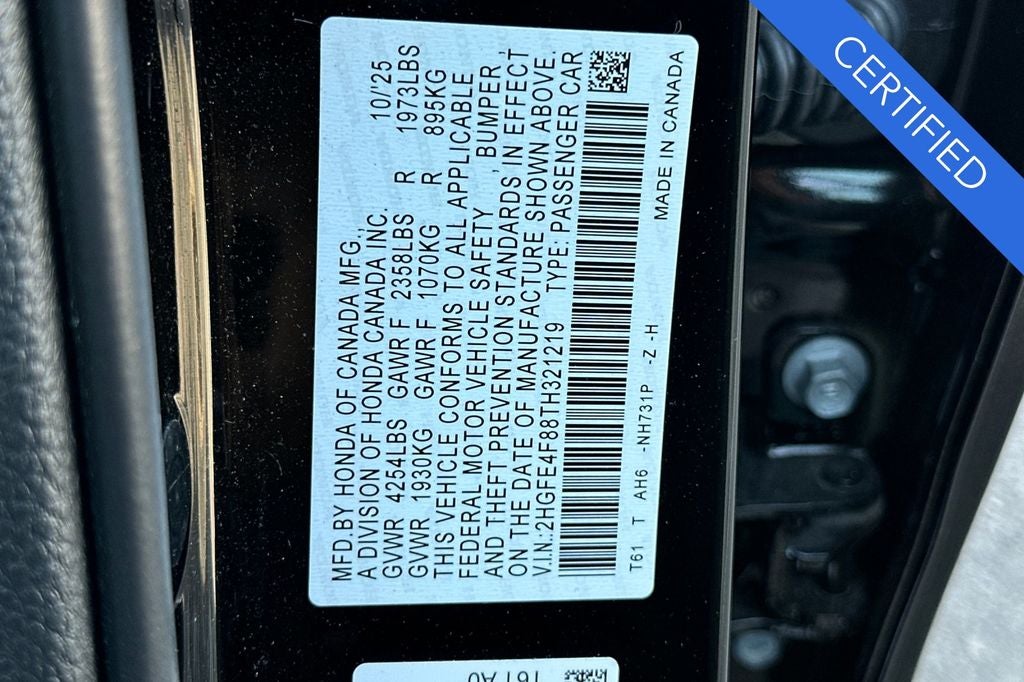 MFD.BY HONDA OF CANADA MFG.,
A DIVISION OF HONDA CANADA INC. 10/'25
GVWR 4254LBS GAWR F 2358LBS R 1973LBS
GVWR 1930KG GAWR F 1070KG R 895KG
THIS VEHICLE CONFORMS TO ALL APPLICABLE
FEDERAL MOTOR VEHICLE SAFETY , BUMPER ,
AND THEFT PREVENTION STANDARDS IN EFFECT
ON THE DATE OF MANUFACTURE SHOWN ABOVE.
V.I.N.:2HGFE4F88TH321219 TYPE: PASSENGER CAR
T61 T AH6 -NH731P -Z -H
MADE IN CANADA
CERTIFIED